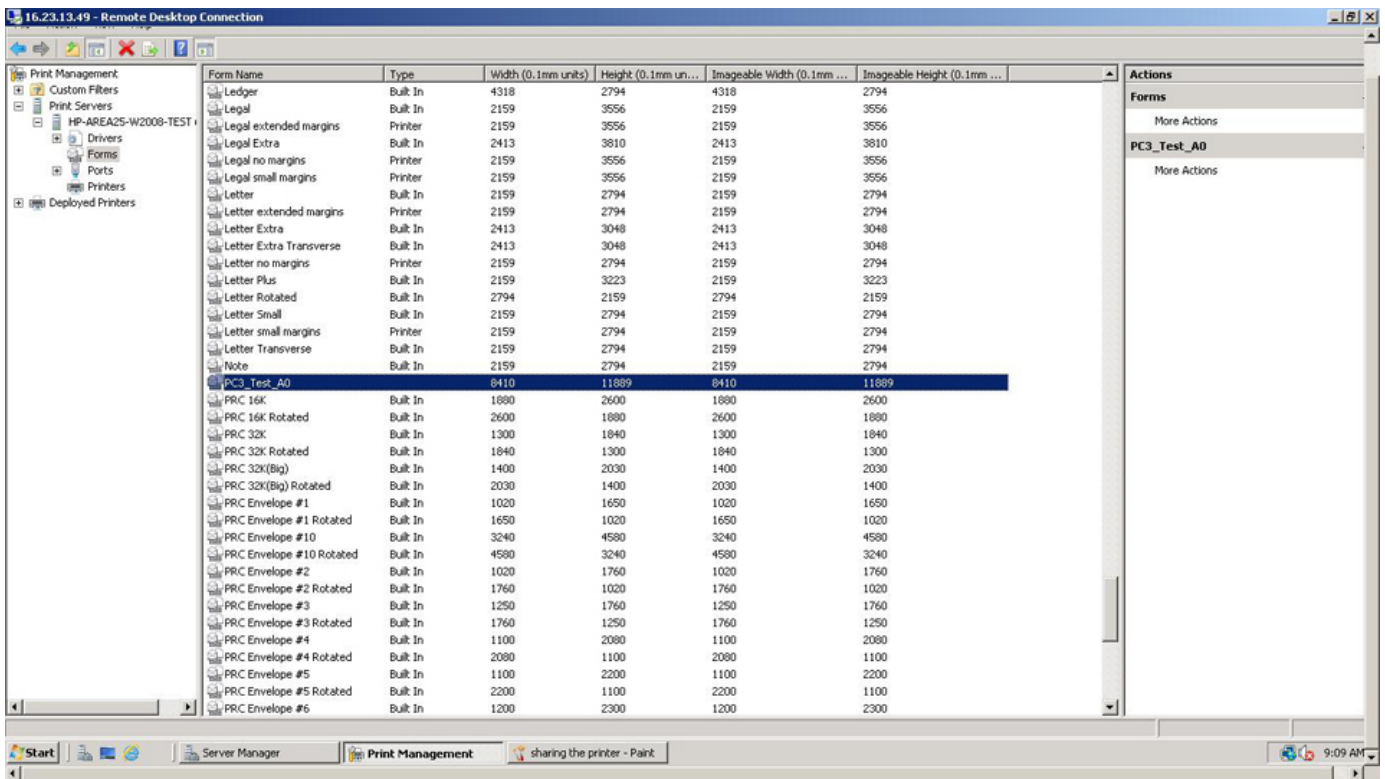 16.23.13.49 - Remote Desktop Connection
Print Management
Custom Filters
Print Servers
HP-AREA25-W2008-TEST
Drivers
Forms
Ports
Printers
Deployed Printers
Form Name Type Width (0.1mm units) Height (0.1mm un... Imageable Width (0.1mm ... Imageable Height (0.1mm ...
Ledger Built In 4318 2794 4318 2794
Legal Built In 2159 3556 2159 3556
Legal extended margins Printer 2159 3556 2159 3556
Legal Extra Built In 2413 3810 2413 3810
Legal no margins Printer 2159 3556 2159 3556
Legal small margins Printer 2159 3556 2159 3556
Letter Built In 2159 2794 2159 2794
Letter extended margins Printer 2159 2794 2159 2794
Letter Extra Built In 2413 3048 2413 3048
Letter Extra Transverse Built In 2413 3048 2413 3048
Letter no margins Printer 2159 2794 2159 2794
Letter Plus Built In 2159 3223 2159 3223
Letter Rotated Built In 2794 2159 2794 2159
Letter Small Built In 2159 2794 2159 2794
Letter small margins Printer 2159 2794 2159 2794
Letter Transverse Built In 2159 2794 2159 2794
Note Built In 2159 2794 2159 2794
PC3_Test_A0 8410 11889 8410 11889
PRC 16K Built In 1880 2600 1880 2600
PRC 16K Rotated Built In 2600 1880 2600 1880
PRC 32K Built In 1300 1840 1300 1840
PRC 32K Rotated Built In 1840 1300 1840 1300
PRC 32K(Big) Built In 1400 2030 1400 2030
PRC 32K(Big) Rotated Built In 2030 1400 2030 1400
PRC Envelope #1 Built In 1020 1650 1020 1650
PRC Envelope #1 Rotated Built In 1650 1020 1650 1020
PRC Envelope #10 Built In 3240 4580 3240 4580
PRC Envelope #10 Rotated Built In 4580 3240 4580 3240
PRC Envelope #2 Built In 1020 1760 1020 1760
PRC Envelope #2 Rotated Built In 1760 1020 1760 1020
PRC Envelope #3 Built In 1250 1760 1250 1760
PRC Envelope #3 Rotated Built In 1760 1250 1760 1250
PRC Envelope #4 Built In 1100 2080 1100 2080
PRC Envelope #4 Rotated Built In 2080 1100 2080 1100
PRC Envelope #5 Built In 1100 2200 1100 2200
PRC Envelope #5 Rotated Built In 2200 1100 2200 1100
PRC Envelope #6 Built In 1200 2300 1200 2300
Actions
Forms
More Actions
PC3_Test_A0
More Actions
Start Server Manager Print Management sharing the printer - Paint 9:09 AM